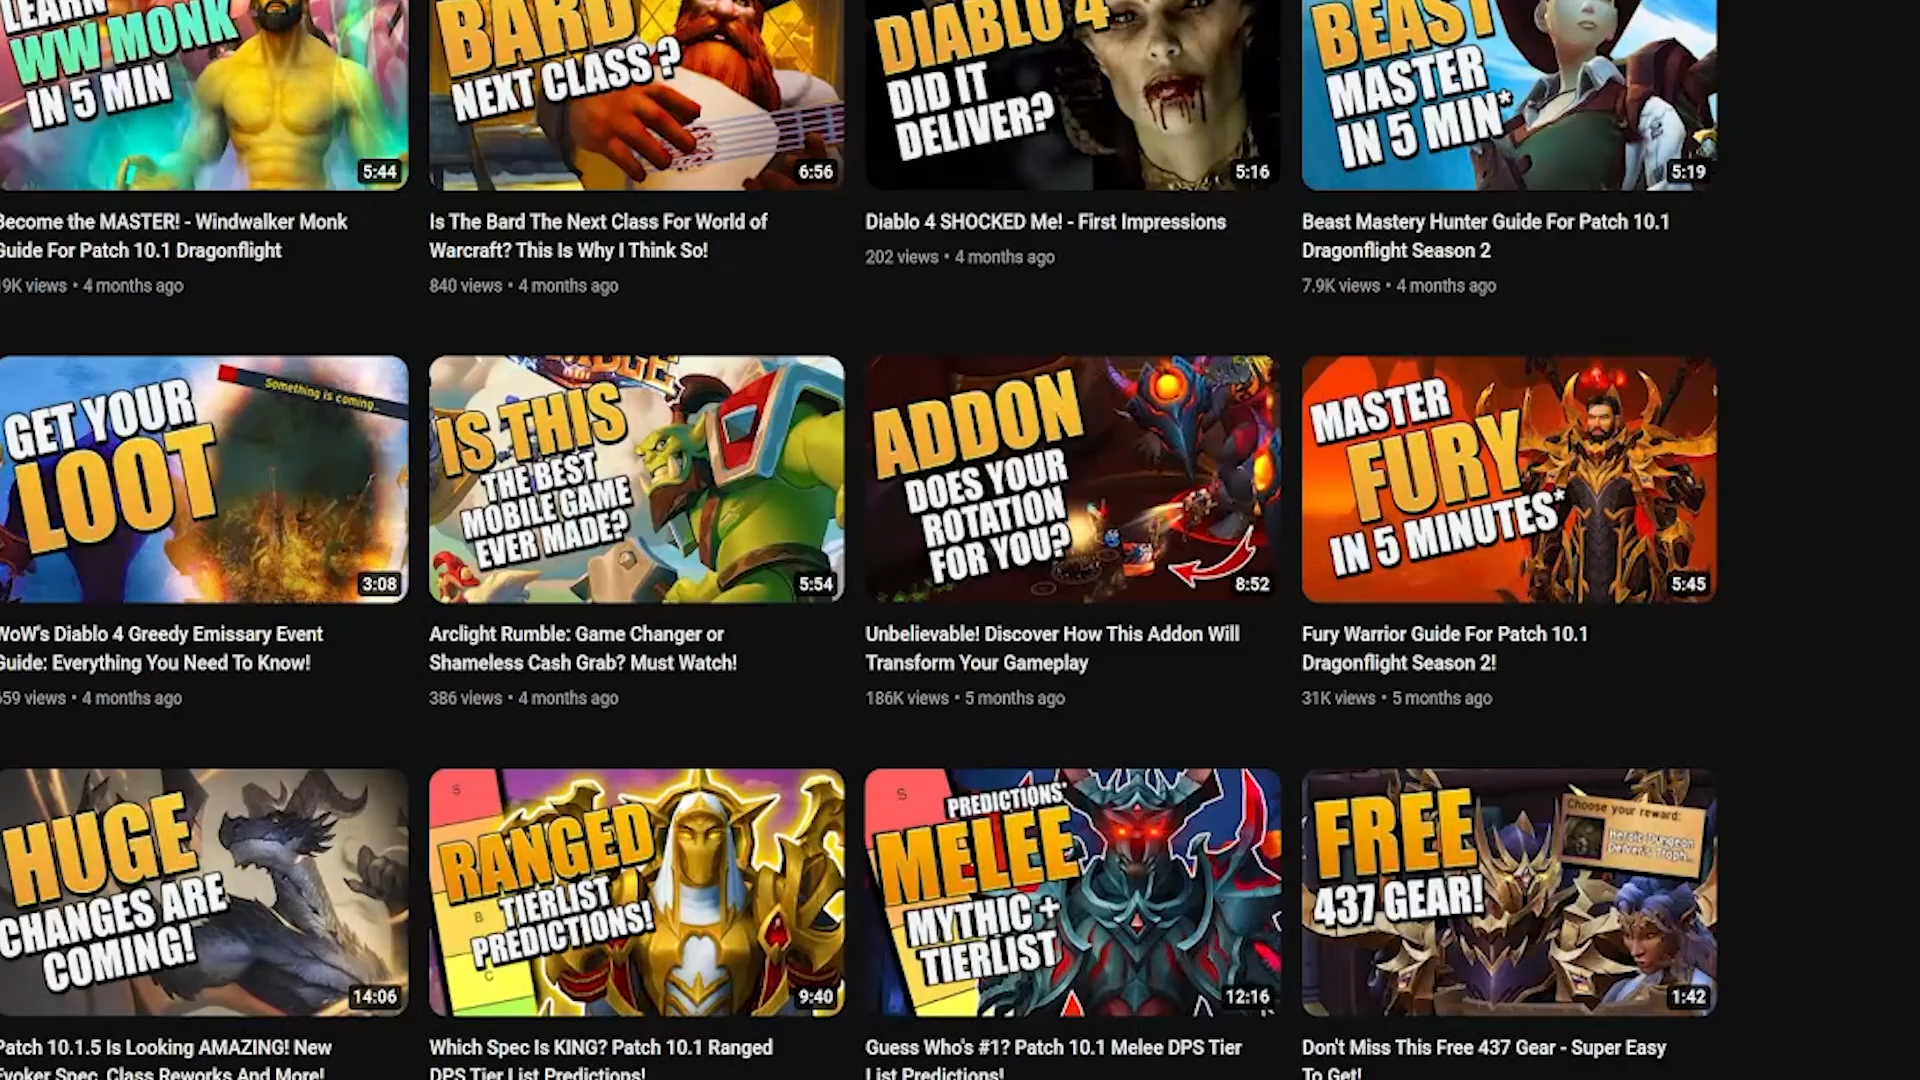 LEARN
WW MONK
IN 5 MIN
5:44
BARD
NEXT CLASS?
6:56
DIABLO 4
DID IT
DELIVER?
5:16
BEAST
MASTER
IN 5 MIN*
5:19
Become the MASTER! - Windwalker Monk
Guide For Patch 10.1 Dragonflight
9K views • 4 months ago
Is The Bard The Next Class For World of
Warcraft? This Is Why I Think So!
840 views • 4 months ago
Diablo 4 SHOCKED Me! - First Impressions
202 views • 4 months ago
Beast Mastery Hunter Guide For Patch 10.1
Dragonflight Season 2
7.9K views • 4 months ago
GET YOUR
LOOT
Something is coming...
3:08
IS THIS
THE BEST
MOBILE GAME
EVER MADE?
5:54
ADDON
DOES YOUR
ROTATION
FOR YOU?
8:52
MASTER
FURY
IN 5 MINUTES*
5:45
WoW's Diablo 4 Greedy Emissary Event
Guide: Everything You Need To Know!
659 views • 4 months ago
Arclight Rumble: Game Changer or
Shameless Cash Grab? Must Watch!
386 views • 4 months ago
Unbelievable! Discover How This Addon Will
Transform Your Gameplay
186K views • 5 months ago
Fury Warrior Guide For Patch 10.1
Dragonflight Season 2!
31K views • 5 months ago
HUGE
CHANGES ARE
COMING!
14:06
S
RANGED
B
TIERLIST
PREDICTIONS!
C
9:40
S
PREDICTIONS*
MELEE
MYTHIC +
TIERLIST
12:16
FREE
437 GEAR!
Choose your reward:
Heroic Dungeon
Delver's Troph...
1:42
Patch 10.1.5 Is Looking AMAZING! New
Evoker Spec, Class Reworks And More!
Which Spec Is KING? Patch 10.1 Ranged
DPS Tier List Predictions!
Guess Who's #1? Patch 10.1 Melee DPS Tier
List Predictions!
Don't Miss This Free 437 Gear - Super Easy
To Get!